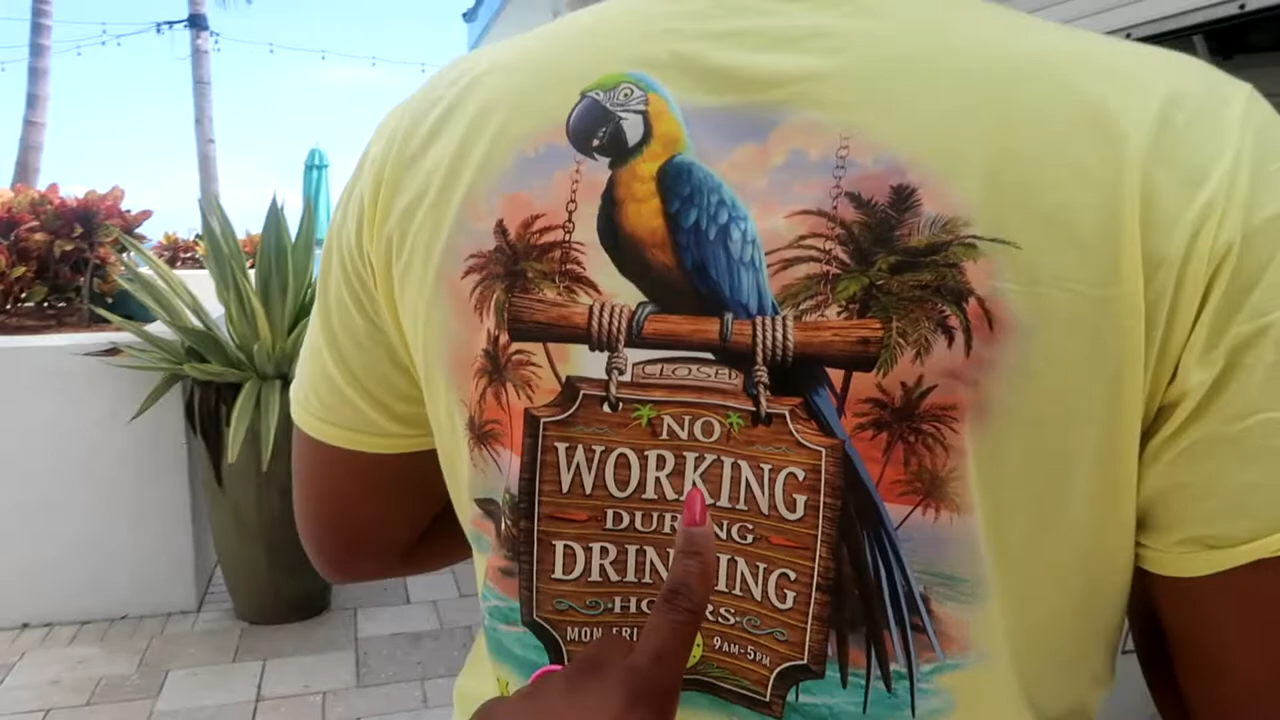 CLOSED
NO
WORKING
DURING
DRINKING
HOURS
MON FRI 9AM-5PM